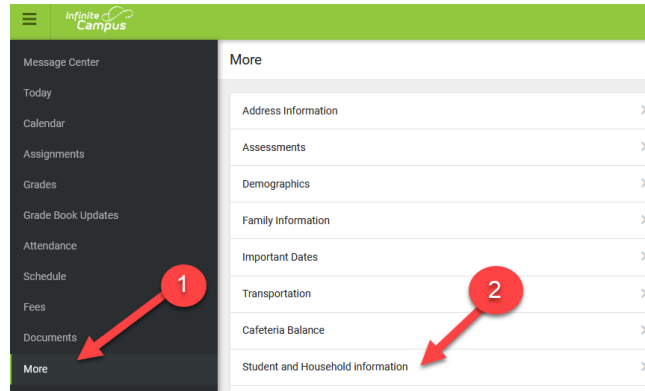 Infinite
Campus
Message Center
Today
Calendar
Assignments
Grades
Grade Book Updates
Attendance
Schedule
Fees
Documents
More
1
More
Address Information
Assessments
Demographics
Family Information
Important Dates
Transportation
Cafeteria Balance
Student and Household information
2